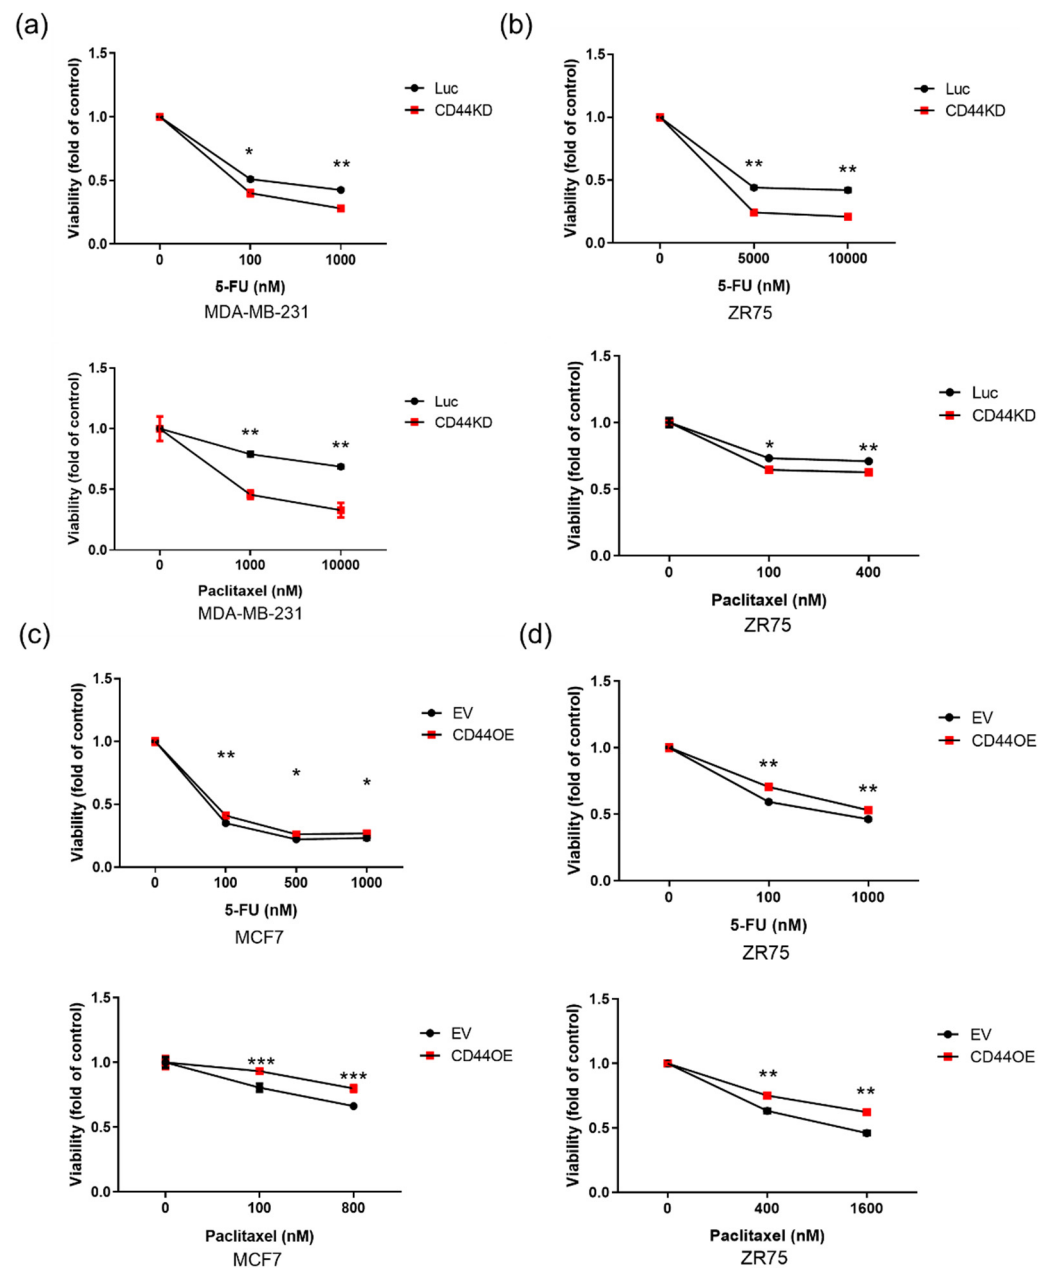 (a)
Viability (fold of control)
1.5
1.0
0.5
0.0
* **
Luc
CD44KD
0 100 1000
5-FU (nM)
MDA-MB-231
(b)
Viability (fold of control)
1.5
1.0
0.5
0.0
** **
Luc
CD44KD
0 5000 10000
5-FU (nM)
ZR75
Viability (fold of control)
1.5
1.0
0.5
0.0
** **
Luc
CD44KD
0 1000 10000
Paclitaxel (nM)
MDA-MB-231
Viability (fold of control)
1.5
1.0
0.5
0.0
* **
Luc
CD44KD
0 100 400
Paclitaxel (nM)
ZR75
(c)
Viability (fold of control)
1.5
1.0
0.5
0.0
** * *
EV
CD44OE
0 100 500 1000
5-FU (nM)
MCF7
(d)
Viability (fold of control)
1.5
1.0
0.5
0.0
** **
EV
CD44OE
0 100 1000
5-FU (nM)
ZR75
Viability (fold of control)
1.5
1.0
0.5
0.0
*** ***
EV
CD44OE
0 100 800
Paclitaxel (nM)
MCF7
Viability (fold of control)
1.5
1.0
0.5
0.0
** **
EV
CD44OE
0 400 1600
Paclitaxel (nM)
ZR75